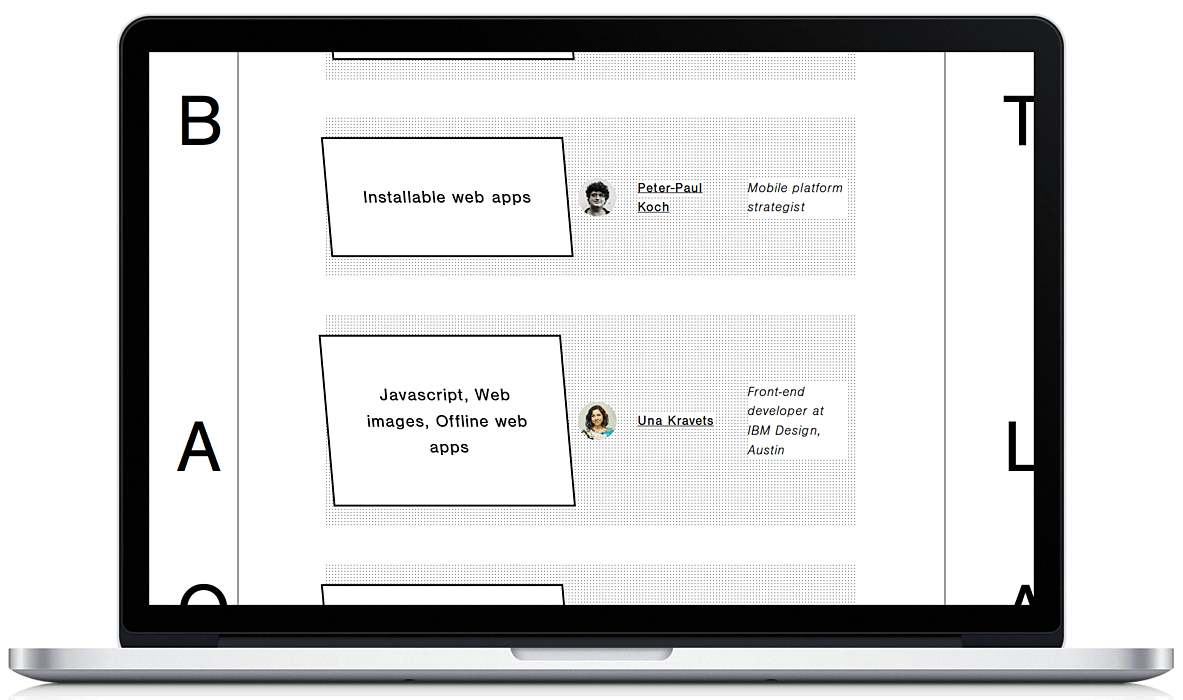 B
T
Installable web apps
Peter-Paul
Koch
Mobile platform
strategist
Javascript, Web
images, Offline web
apps
Una Kravets
Front-end
developer at
IBM Design,
Austin
A
L
A